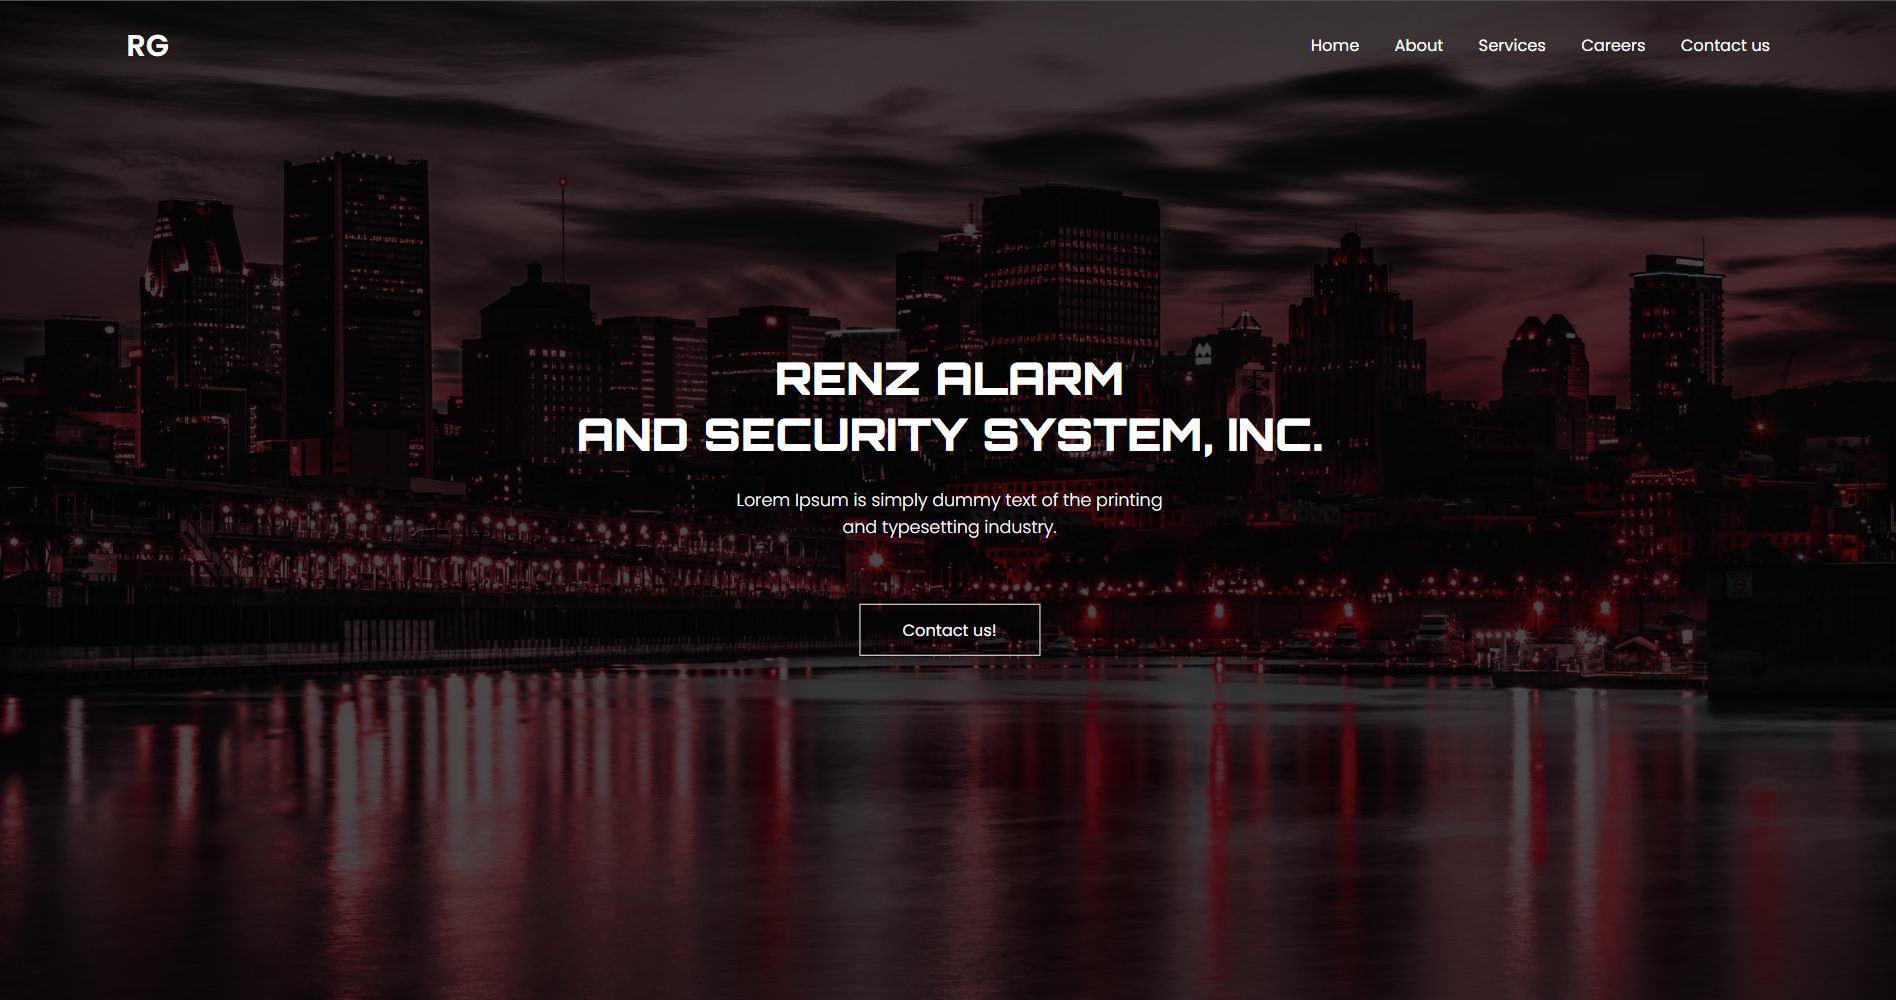 RG
Home About Services Careers Contact us
RENZ ALARM
AND SECURITY SYSTEM, INC.
Lorem Ipsum is simply dummy text of the printing
and typesetting industry.
Contact us!